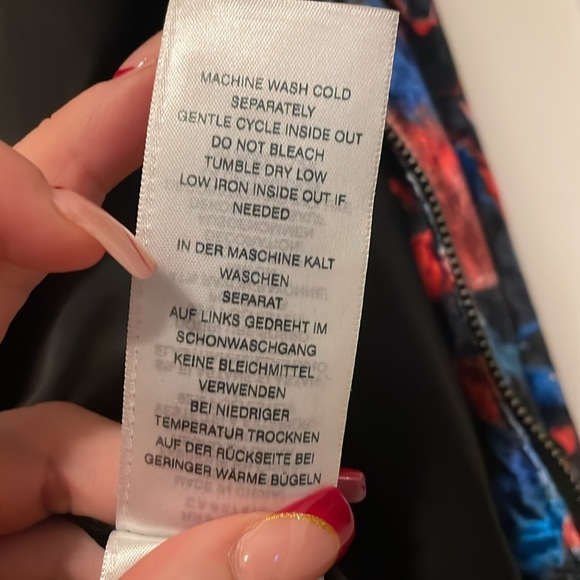 MACHINE WASH COLD
SEPARATELY
GENTLE CYCLE INSIDE OUT
DO NOT BLEACH
TUMBLE DRY LOW
LOW IRON INSIDE OUT IF
NEEDED
IN DER MASCHINE KALT
WASCHEN
SEPARAT
AUF LINKS GEDREHT IM
SCHONWASCHGANG
KEINE BLEICHMITTEL
VERWENDEN
BEI NIEDRIGER
TEMPERATUR TROCKNEN
AUF DER RÜCKSEITE BEI
GERINGER WÄRME BÜGELN